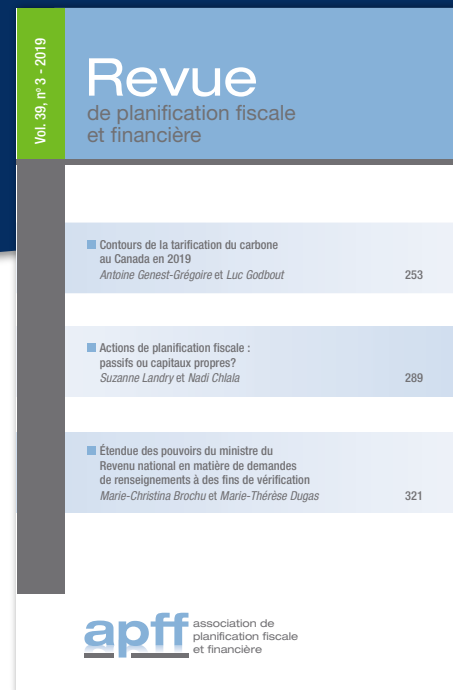 Vol. 39, nº 3 - 2019
Revue
de planification fiscale
et financière
Contours de la tarification du carbone
au Canada en 2019
Antoine Genest-Grégoire et Luc Godbout 253
Actions de planification fiscale :
passifs ou capitaux propres?
Suzanne Landry et Nadi Chlala 289
Étendue des pouvoirs du ministre du
Revenu national en matière de demandes
de renseignements à des fins de vérification
Marie-Christina Brochu et Marie-Thérèse Dugas 321
apff
association de
planification fiscale
et financière